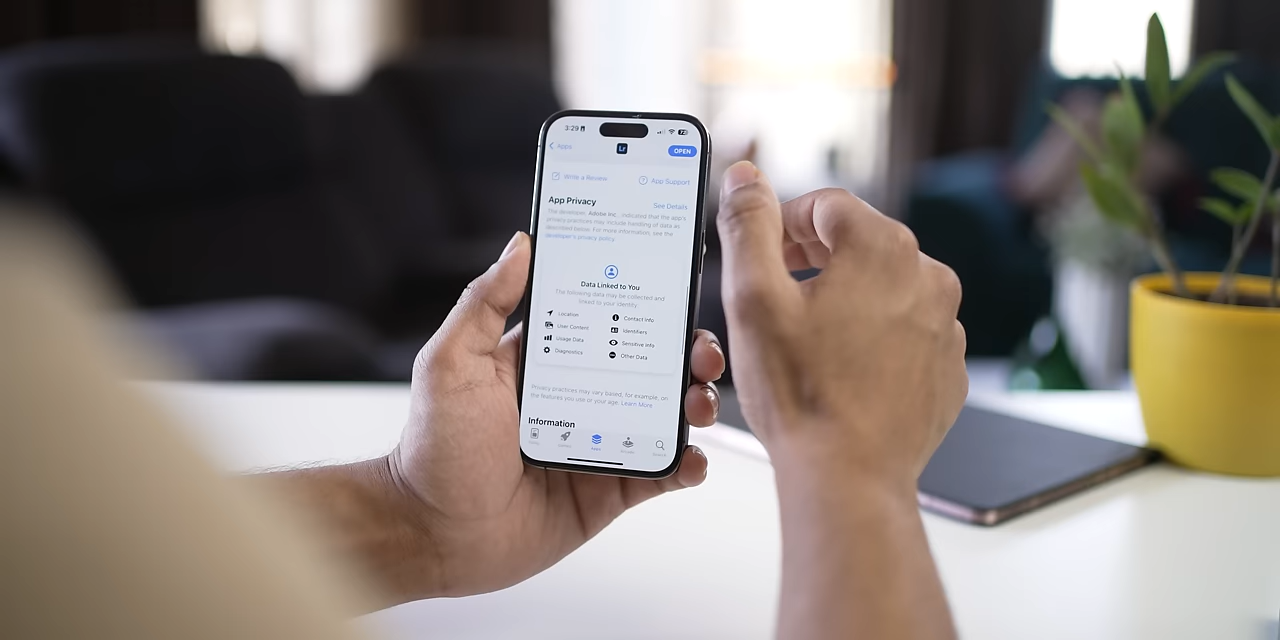 3:29
72
Apps
Lr
OPEN
Write a Review
App Support
App Privacy
See Details
The developer, Adobe Inc., indicated that the app's
privacy practices may include handling of data as
described below. For more information, see the
developer's privacy policy.
Data Linked to You
The following data may be collected and
linked to your identity:
Location
Contact Info
User Content
Identifiers
Usage Data
Sensitive Info
Diagnostics
Other Data
Privacy practices may vary based, for example, on
the features you use or your age. Learn More
Information
Apps
Search